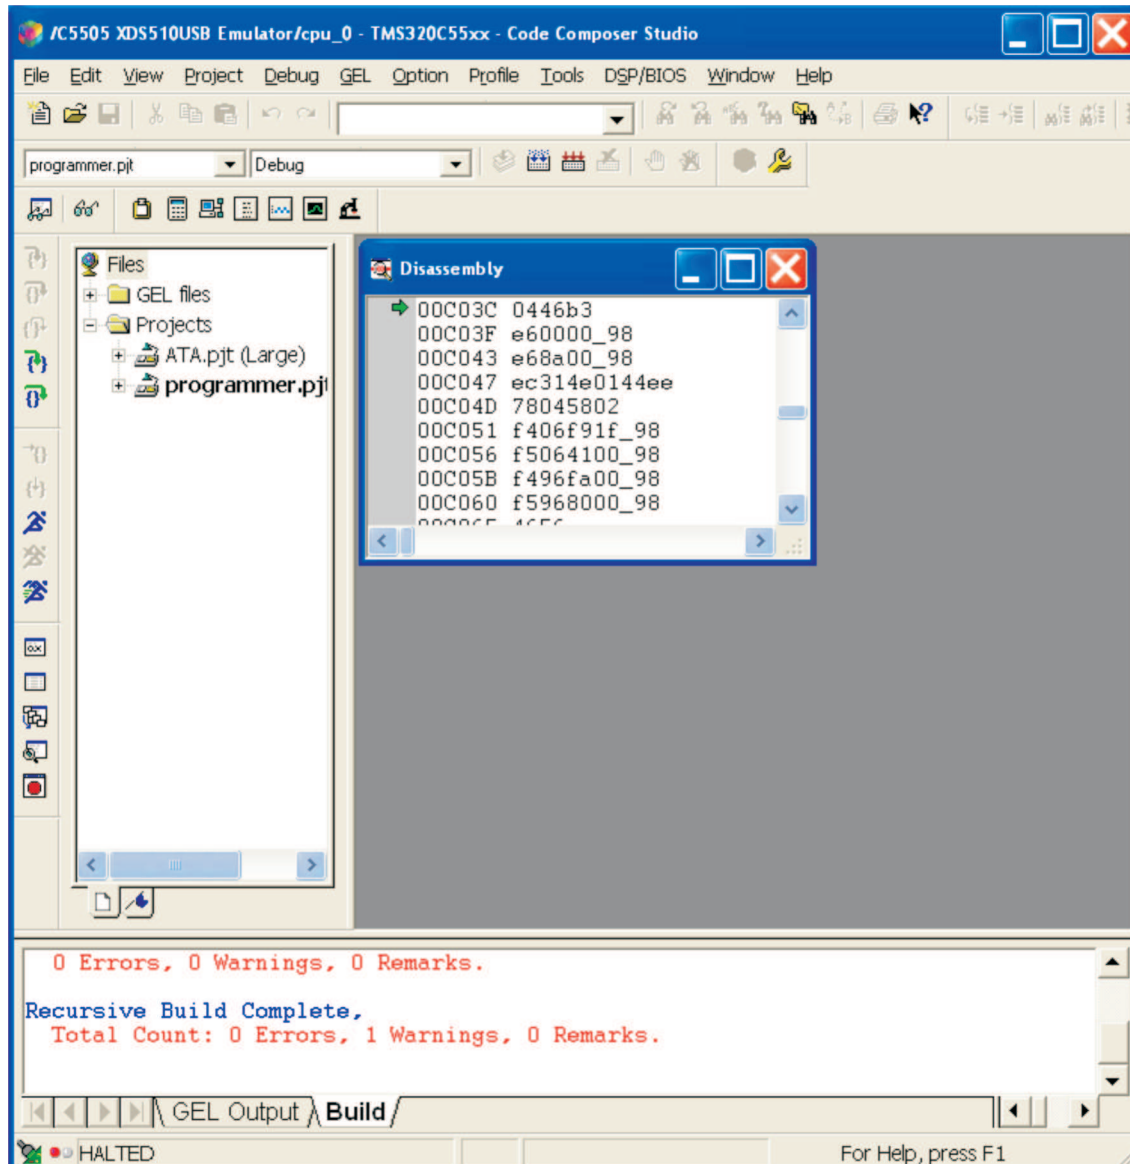 /C5505 XDS510USB Emulator/cpu_0 - TMS320C55xx - Code Composer Studio
File Edit View Project Debug GEL Option Profile Tools DSP/BIOS Window Help
programmer.pjt Debug
Files
GEL files
Projects
ATA.pjt (Large)
programmer.pjt
Disassembly
00C03C 0446b3
00C03F e60000_98
00C043 e68a00_98
00C047 ec314e0144ee
00C04D 78045802
00C051 f406f91f_98
00C056 f5064100_98
00C05B f496fa00_98
00C060 f5968000_98
0 Errors, 0 Warnings, 0 Remarks.
Recursive Build Complete,
Total Count: 0 Errors, 1 Warnings, 0 Remarks.
GEL Output Build
HALTED For Help, press F1